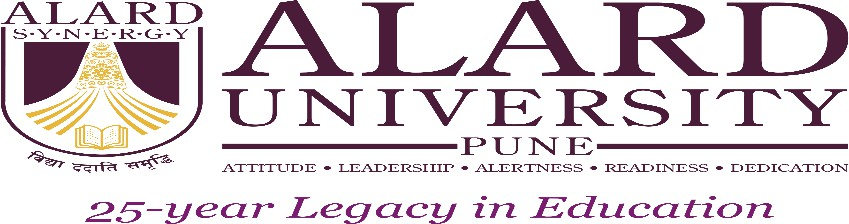 ALARD
S·Y·N·E·R·G·Y
विद्या ददाति समृद्धि
ALARD
UNIVERSITY
PUNE
ATTITUDE • LEADERSHIP • ALERTNESS • READINESS • DEDICATION
25-year Legacy in Education